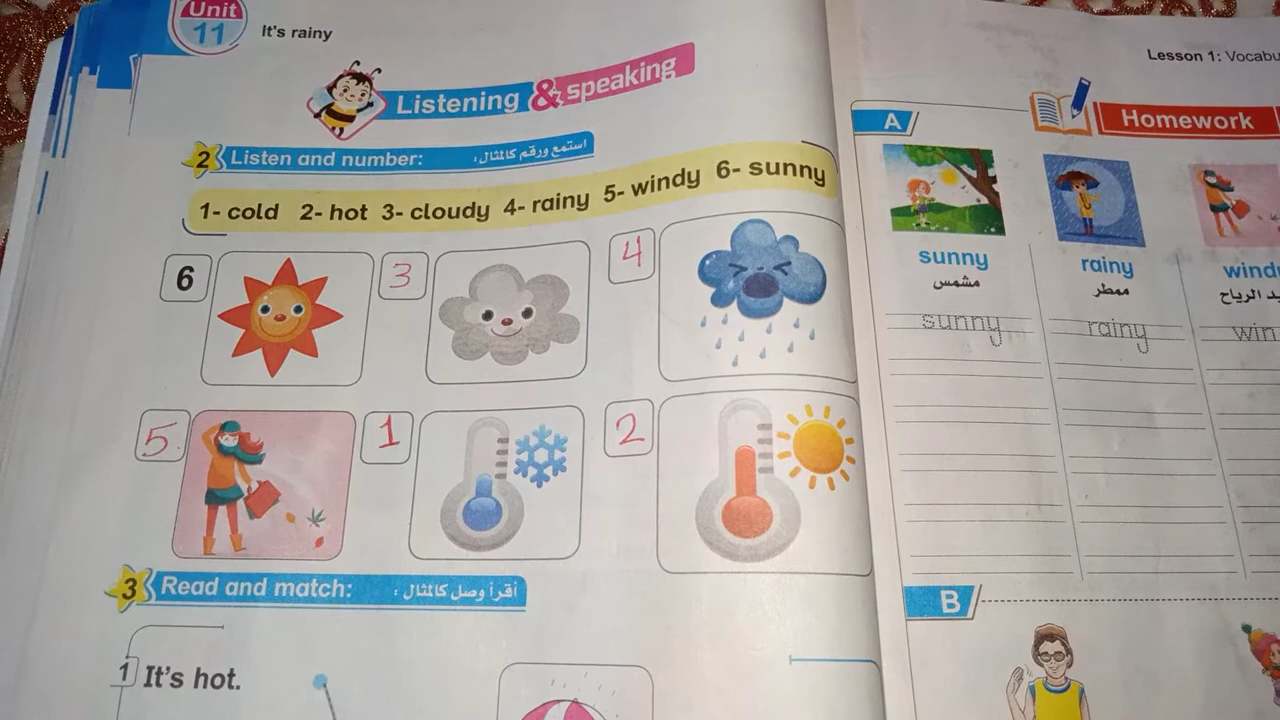 Unit
11
It's rainy
Listening & speaking
2 Listen and number: استمع ورقم كالمثال:
1- cold 2- hot 3- cloudy 4- rainy 5- windy 6- sunny
6 3 4
5 1 2
3 Read and match: أقرأ وصل كالمثال:
1 It's hot.
Lesson 1:
A Homework
sunny rainy
مشمس ممطر الرياح
sunny rainy
B